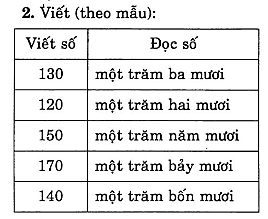 2. Viết (theo mẫu):
Viết số Đọc số
130 một trăm ba mươi
120 một trăm hai mươi
150 một trăm năm mươi
170 một trăm bảy mươi
140 một trăm bốn mươi